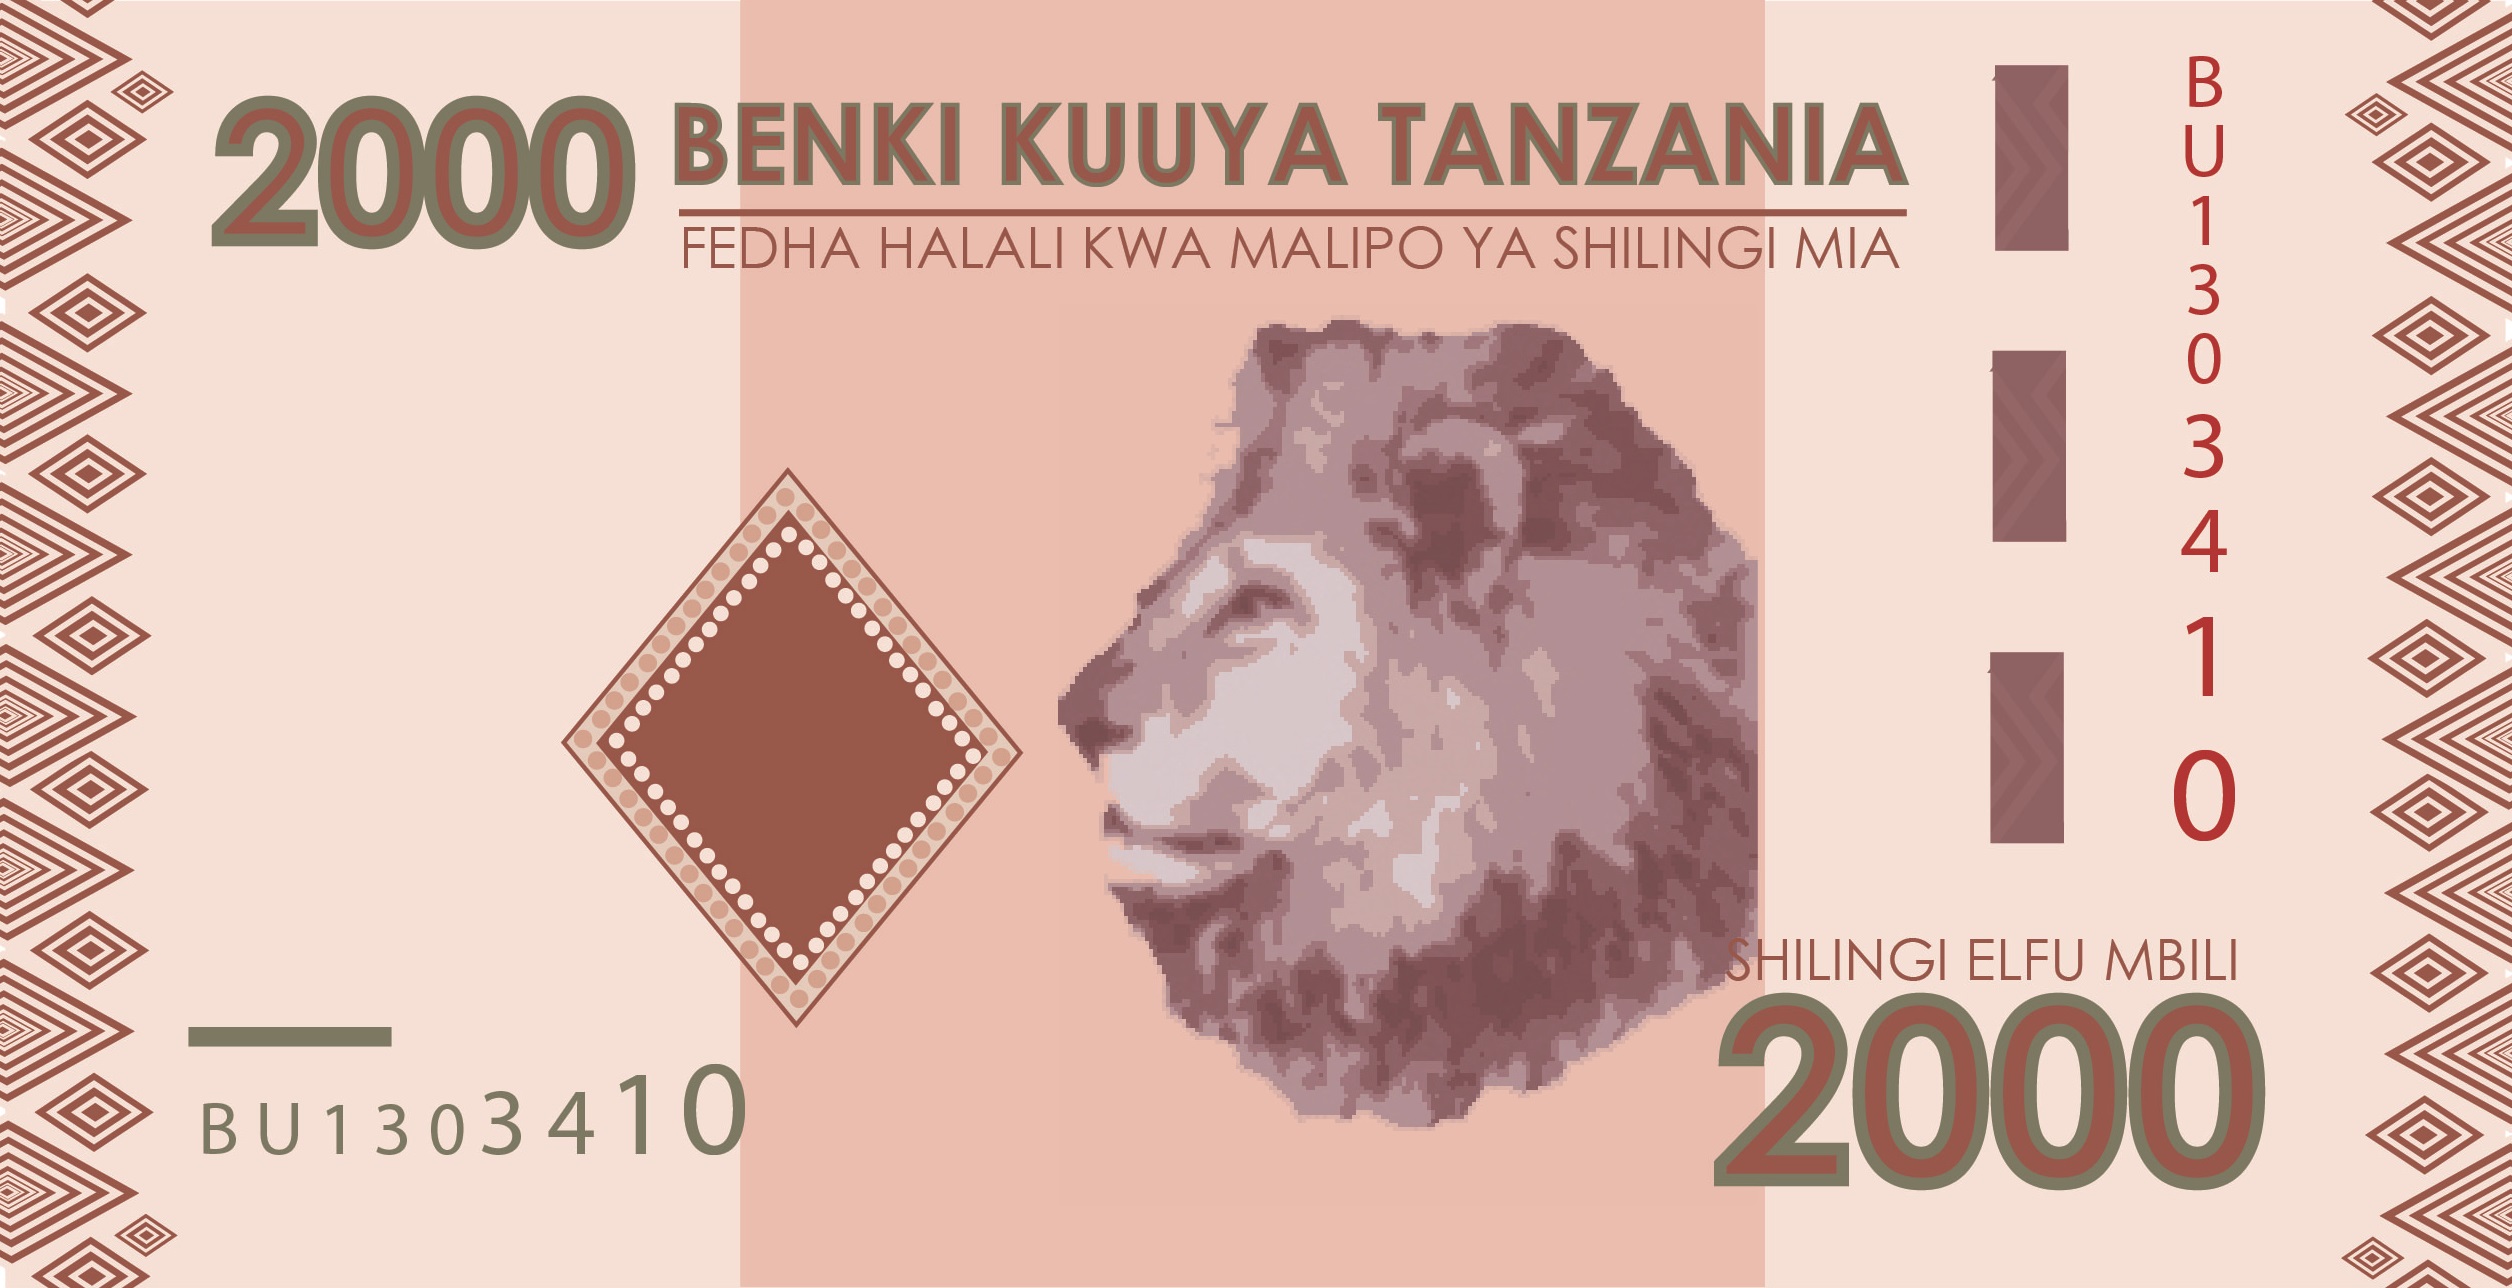 2000
BENKI KUUYA TANZANIA
FEDHA HALALI KWA MALIPO YA SHILINGI MIA
BU1303410
SHILINGI ELFU MBILI
2000
BU1303410